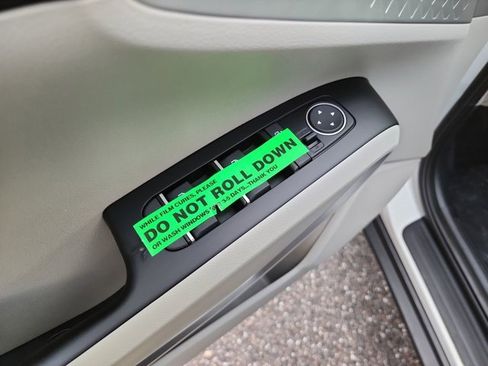 WHILE FILM CURES, PLEASE
DO NOT ROLL DOWN
OR WASH WINDOWS 3-5 DAYS...THANK YOU